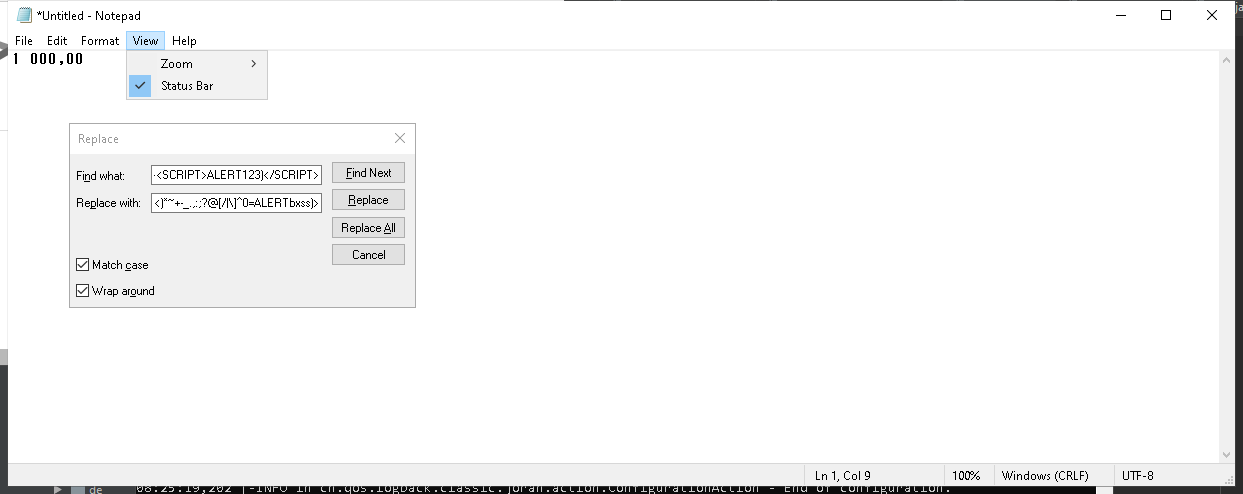 *Untitled - Notepad
File Edit Format View Help
1 000,00
Zoom
Status Bar
Replace
Find what: <SCRIPT>ALERT123)</SCRIPT> Find Next
Replace with: <)*~+-_.,:;?@[/|\]^0=ALERTbxss)> Replace
Replace All
Cancel
Match case
Wrap around
Ln 1, Col 9 100% Windows (CRLF) UTF-8
de 08:25:19,202 |-INFO in ch.qos.logback.classic.joran.action.ConfigurationAction - End of configuration.